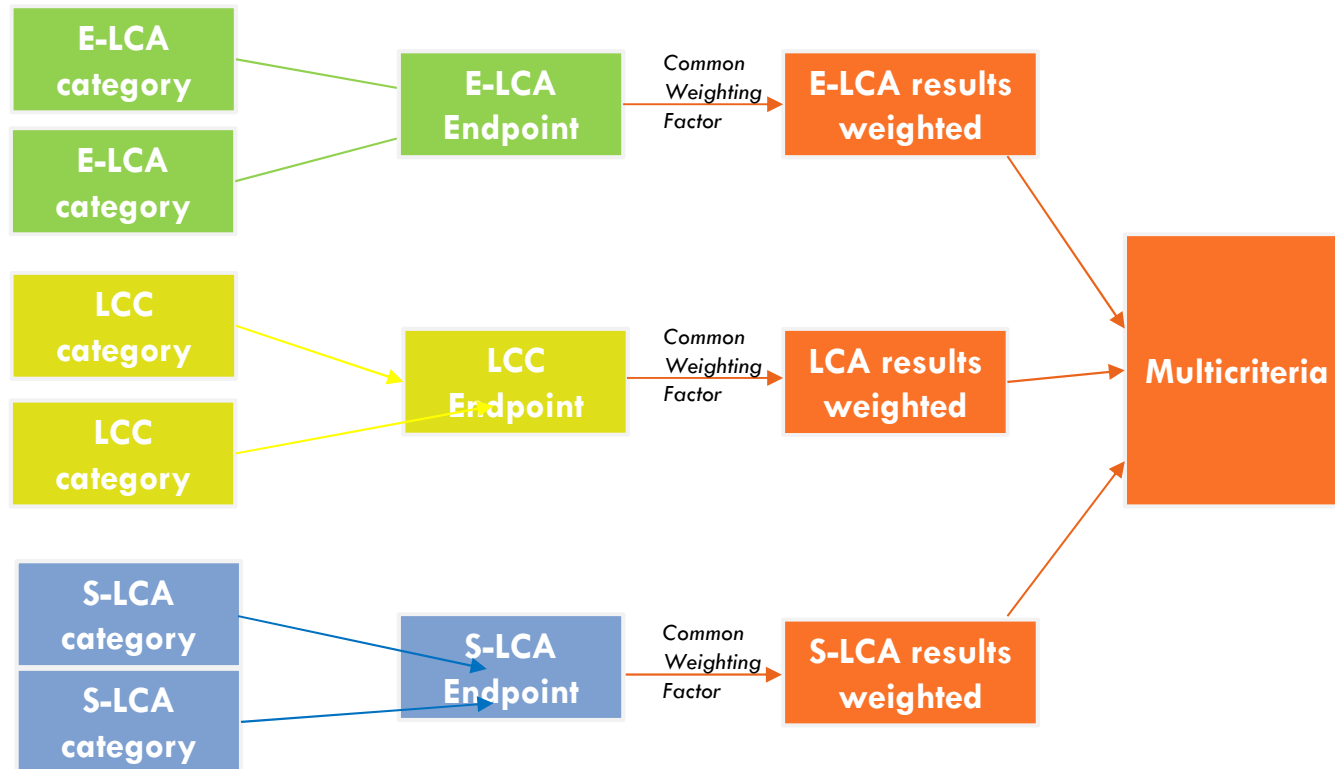 E-LCA
category
E-LCA
category
E-LCA
Endpoint
Common
Weighting
Factor
E-LCA results
weighted
LCC
category
LCC
category
LCC
Endpoint
Common
Weighting
Factor
LCA results
weighted
Multicriteria
S-LCA
category
S-LCA
category
S-LCA
Endpoint
Common
Weighting
Factor
S-LCA results
weighted